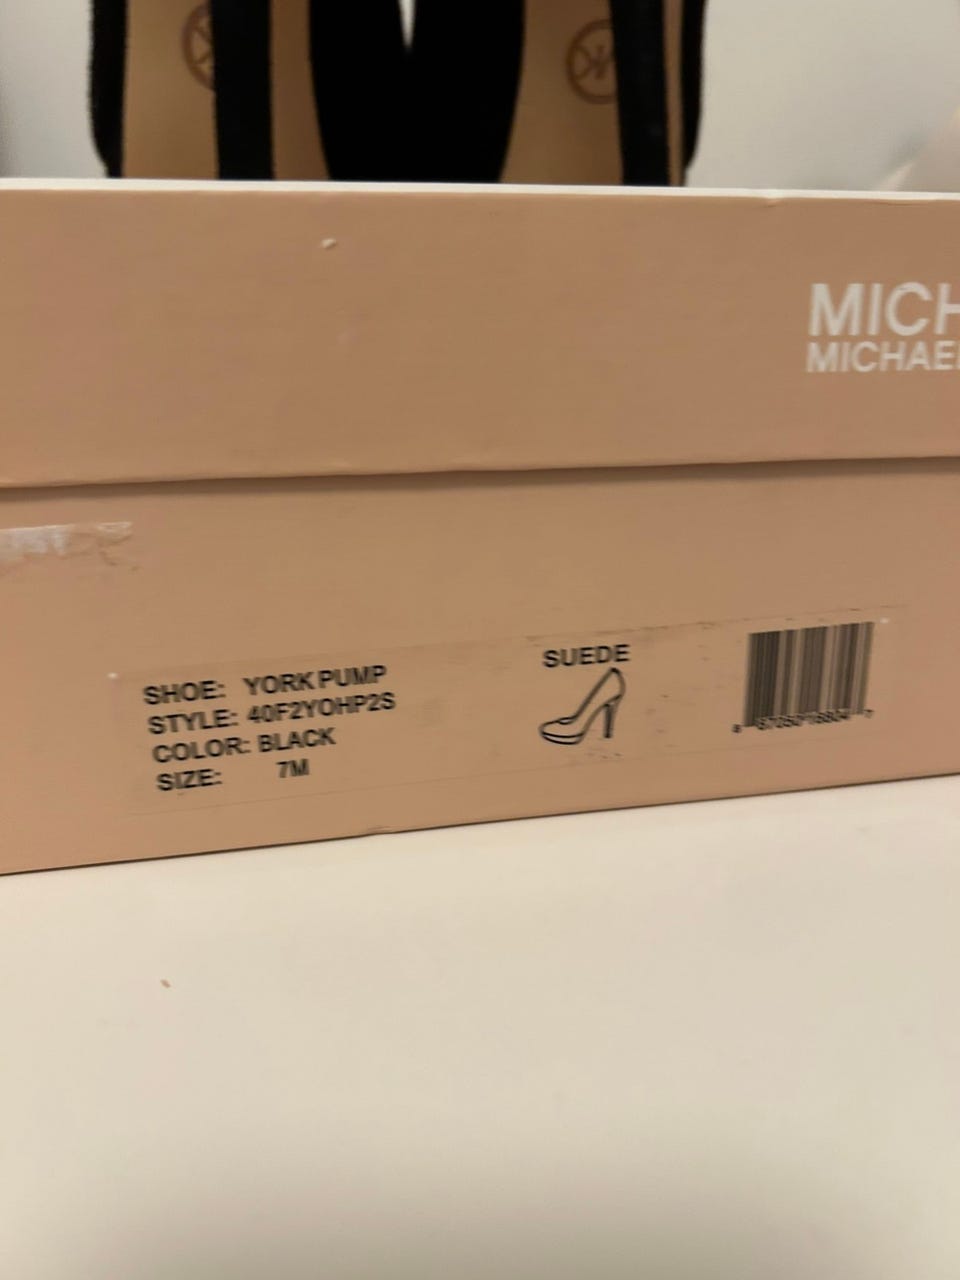 MICH
MICHAEL
SHOE: YORK PUMP
STYLE: 40F2YOHP2S
COLOR: BLACK
SIZE: 7M
SUEDE